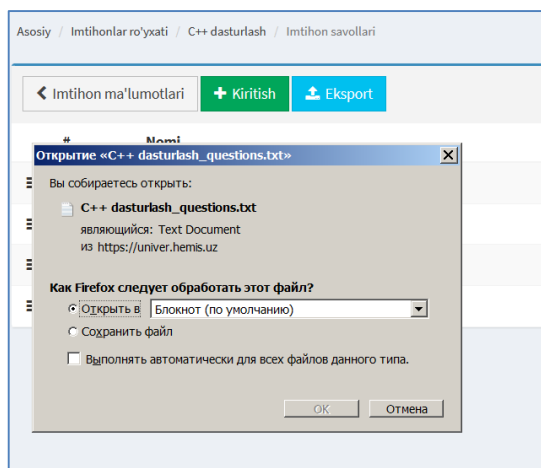 Asosiy / Imtihonlar ro'yxati / C++ dasturlash / Imtihon savollari
Imtihon ma'lumotlari Kiritish Eksport
# Nomi
Открытие «C++ dasturlash_questions.txt»
Вы собираетесь открыть:
C++ dasturlash_questions.txt
являющийся: Text Document
из https://univer.hemis.uz
Как Firefox следует обработать этот файл?
Открыть в Блокнот (по умолчанию)
Сохранить файл
Выполнять автоматически для всех файлов данного типа.
ОК Отмена